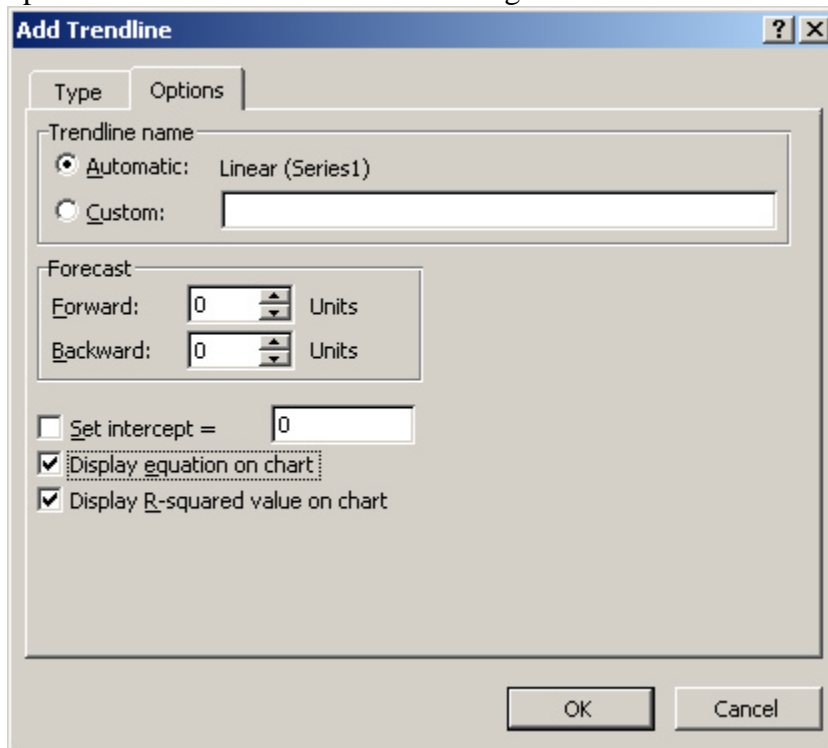 Add Trendline
Type Options
Trendline name
Automatic: Linear (Series1)
Custom:
Forecast
Forward: 0 Units
Backward: 0 Units
Set intercept = 0
Display equation on chart
Display R-squared value on chart
OK Cancel